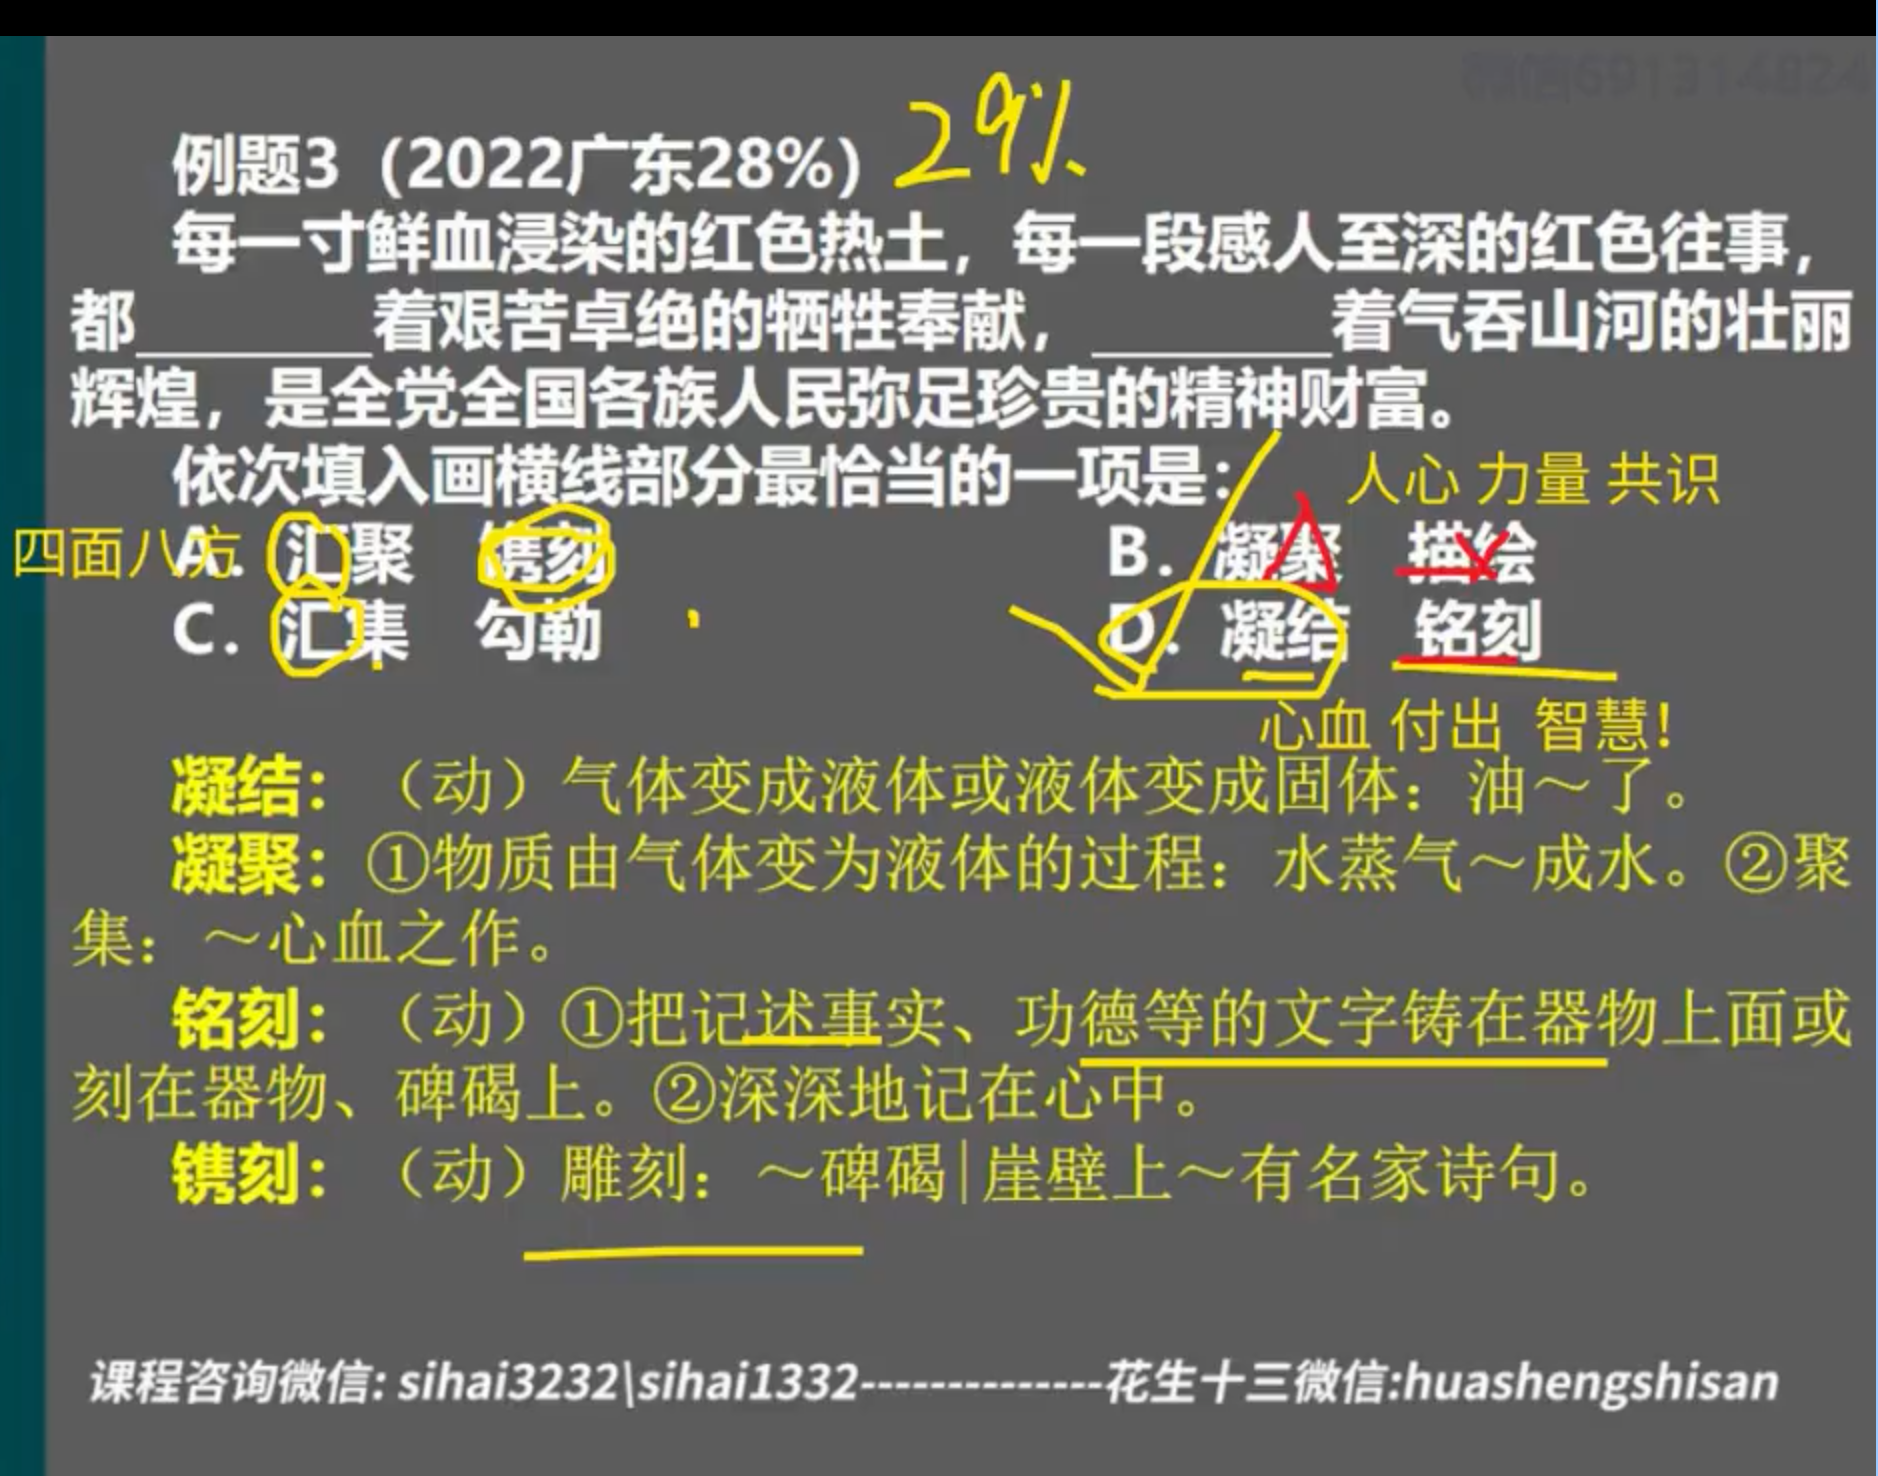 微信691314824
例题3（2022广东28%） 29%
每一寸鲜血浸染的红色热土，每一段感人至深的红色往事，
都________着艰苦卓绝的牺牲奉献，________着气吞山河的壮丽
辉煌，是全党全国各族人民弥足珍贵的精神财富。
依次填入画横线部分最恰当的一项是：
人心 力量 共识
四面八方
A. 汇聚 镌刻 B. 凝聚 描绘
C. 汇集 勾勒 D. 凝结 铭刻
心血 付出 智慧!
凝结：（动）气体变成液体或液体变成固体：油～了。
凝聚：①物质由气体变为液体的过程：水蒸气～成水。②聚
集：～心血之作。
铭刻：（动）①把记述事实、功德等的文字铸在器物上面或
刻在器物、碑碣上。②深深地记在心中。
镌刻：（动）雕刻：～碑碣|崖壁上～有名家诗句。
课程咨询微信: sihai3232\sihai1332--------------花生十三微信:huashengshisan